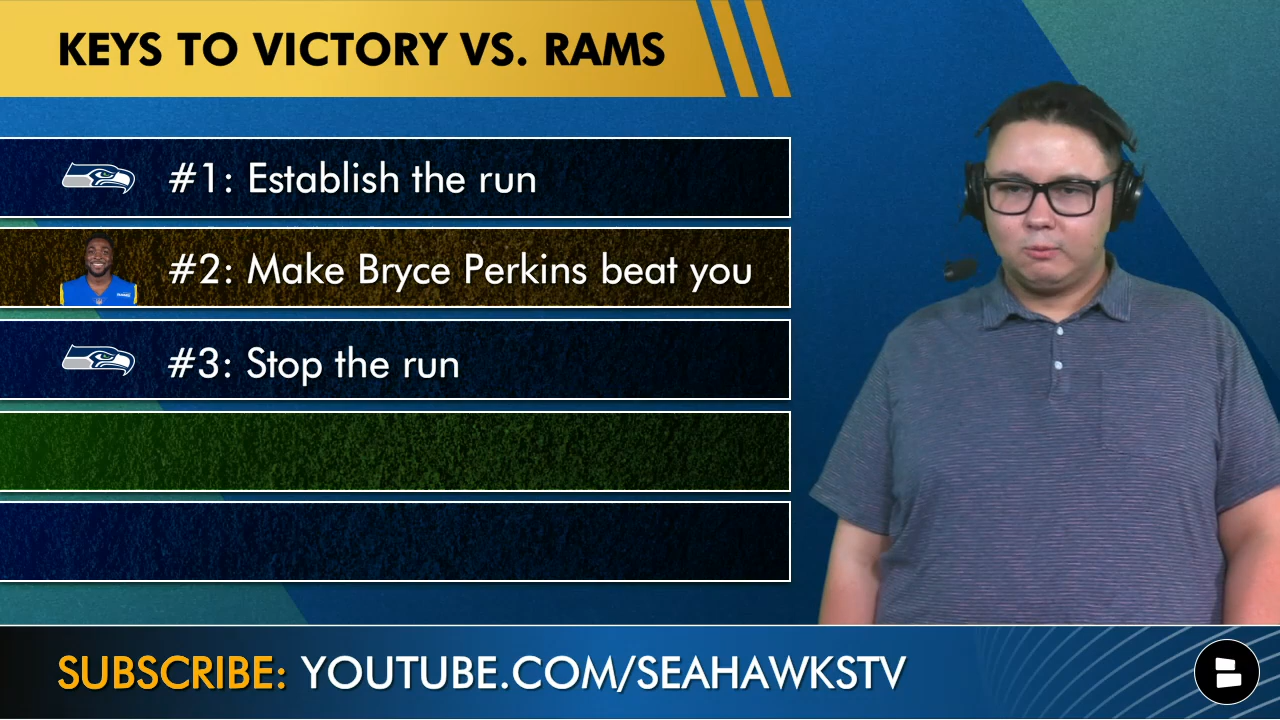 KEYS TO VICTORY VS. RAMS
#1: Establish the run
#2: Make Bryce Perkins beat you
#3: Stop the run
SUBSCRIBE: YOUTUBE.COM/SEAHAWKSTV